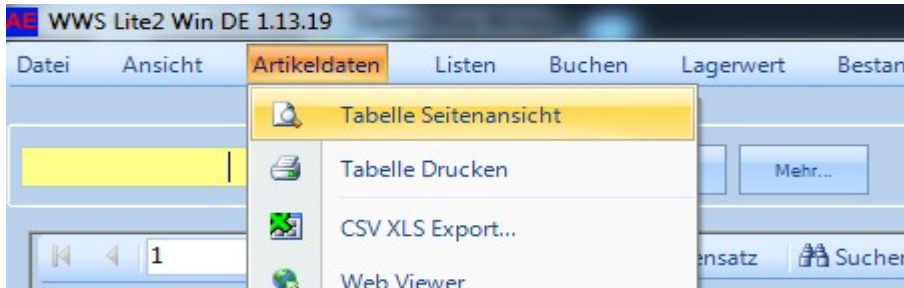 AE WWS Lite2 Win DE 1.13.19
Datei Ansicht Artikeldaten Listen Buchen Lagerwert Bestan
Tabelle Seitenansicht
Tabelle Drucken Mehr...
CSV XLS Export...
1 ensatz Sucher
Web Viewer